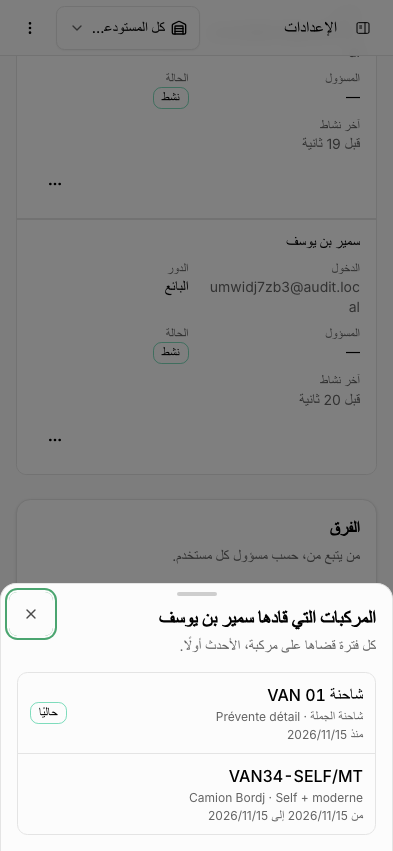 الإعدادات
كل المستودعـ...
المسؤول
الحالة
—
نشط
آخر نشاط
قبل 19 ثانية
...
سمير بن يوسف
الدخول
الدور
umwidj7zb3@audit.loc
al
البائع
المسؤول
الحالة
—
نشط
آخر نشاط
قبل 20 ثانية
...
الفرق
من يتبع من، حسب مسؤول كل مستخدم.
المركبات التي قادها سمير بن يوسف
كل فترة قضاها على مركبة، الأحدث أولًا.
شاحنة VAN 01
شاحنة الجملة · Prévente détail
منذ 2026/11/15
حاليًا
VAN34-SELF/MT
Camion Bordj · Self + moderne
من 2026/11/15 إلى 2026/11/15